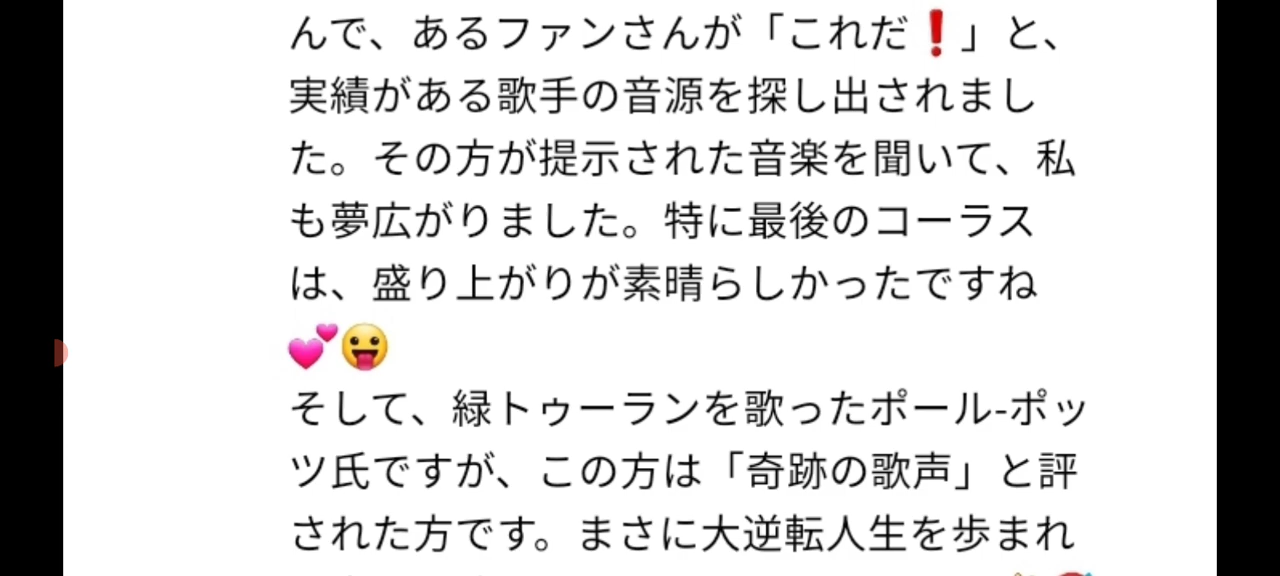 んで、あるファンさんが「これだ❗」と、
実績がある歌手の音源を探し出されまし
た。その方が提示された音楽を聞いて、私
も夢広がりました。特に最後のコーラス
は、盛り上がりが素晴らしかったですね
💕😛
そして、緑トゥーランを歌ったポール-ポッ
ツ氏ですが、この方は「奇跡の歌声」と評
された方です。まさに大逆転人生を歩まれ